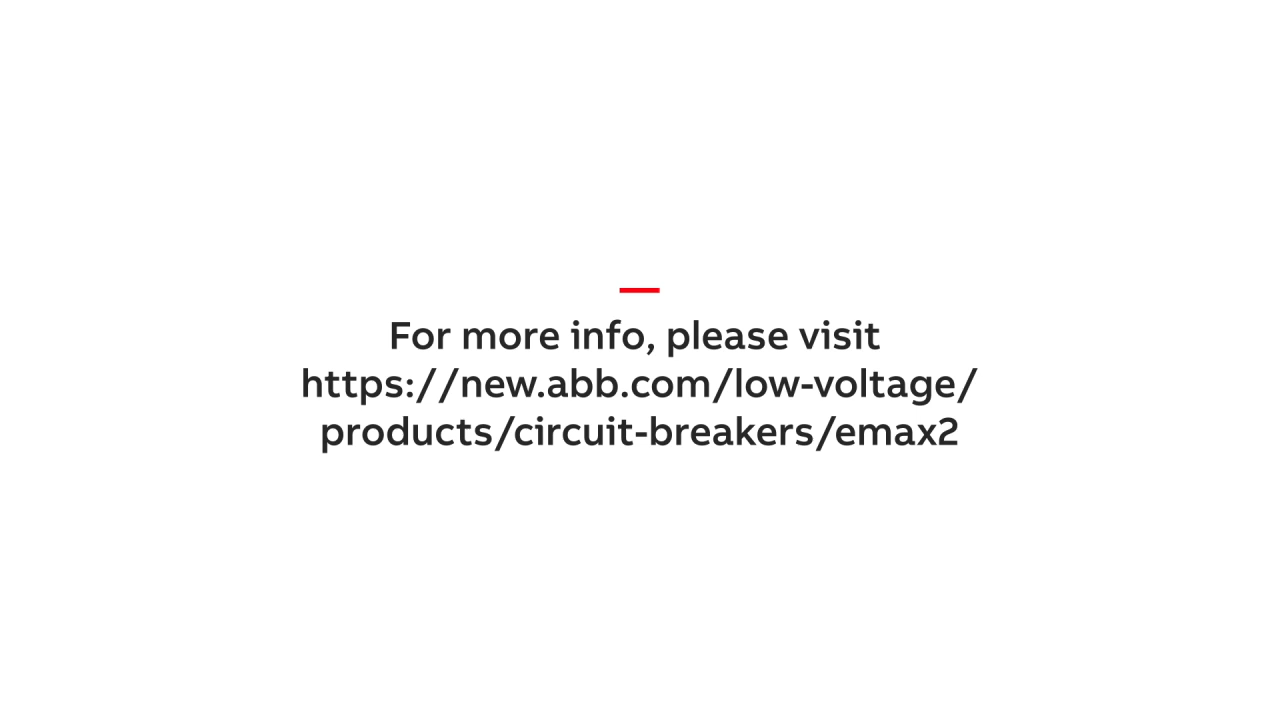 For more info, please visit
https://new.abb.com/low-voltage/
products/circuit-breakers/emax2